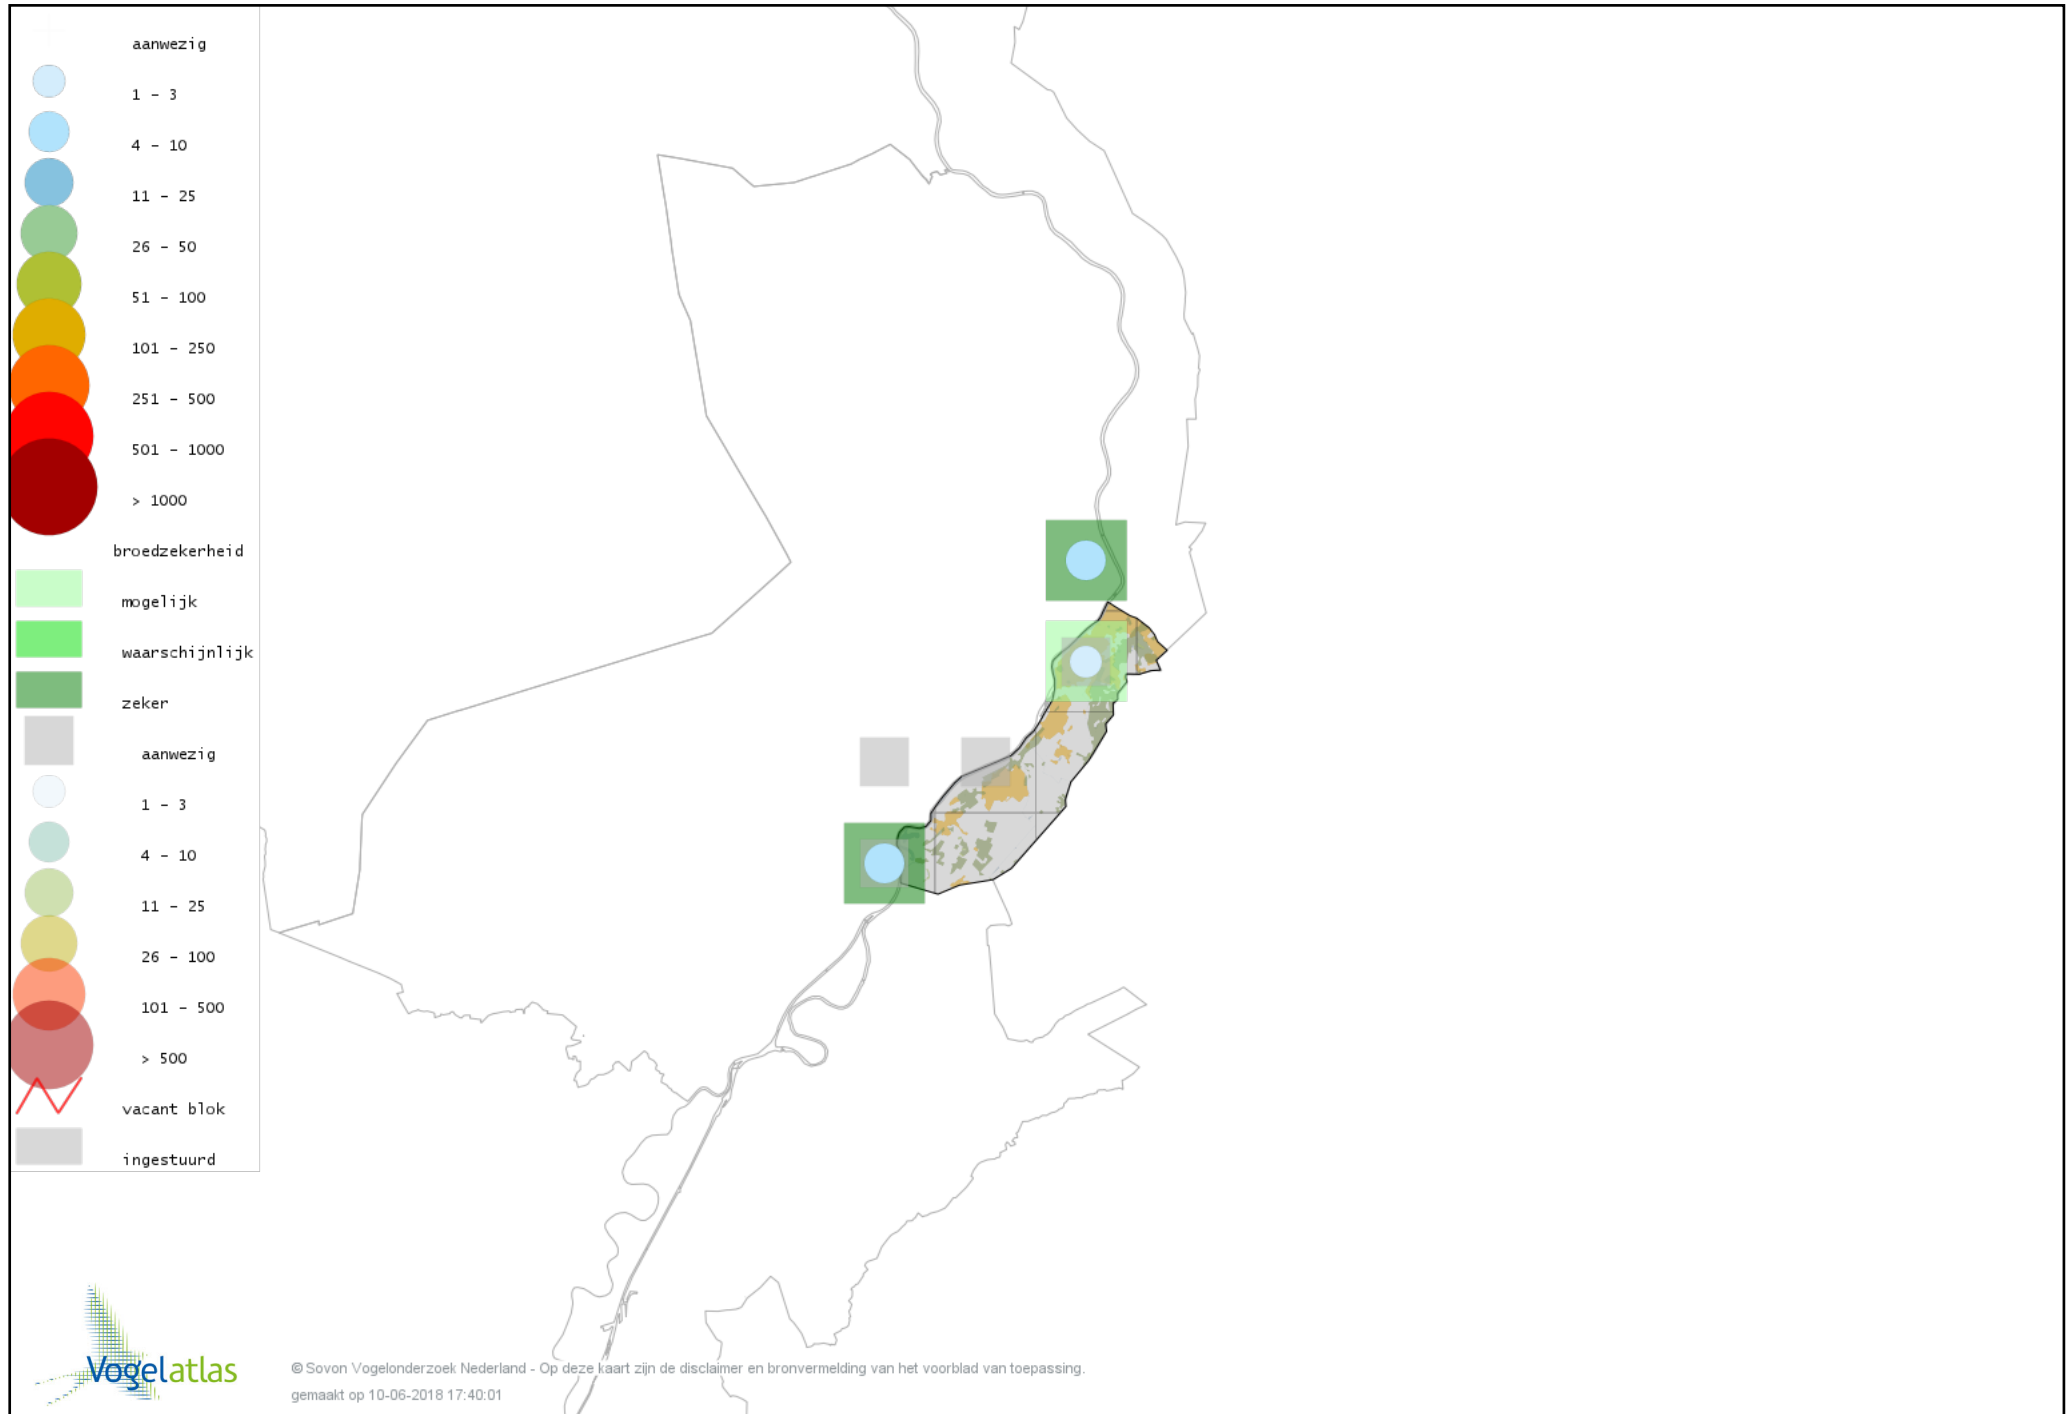 aanwezig
1 - 3
4 - 10
11 - 25
26 - 50
51 - 100
101 - 250
251 - 500
501 - 1000
> 1000
broedzekerheid
mogelijk
waarschijnlijk
zeker
aanwezig
1 - 3
4 - 10
11 - 25
26 - 100
101 - 500
> 500
vacant blok
ingestuurd
Vogelatlas
© Sovon Vogelonderzoek Nederland - Op deze kaart zijn de disclaimer en bronvermelding van het voorblad van toepassing.
gemaakt op 10-06-2018 17:40:01